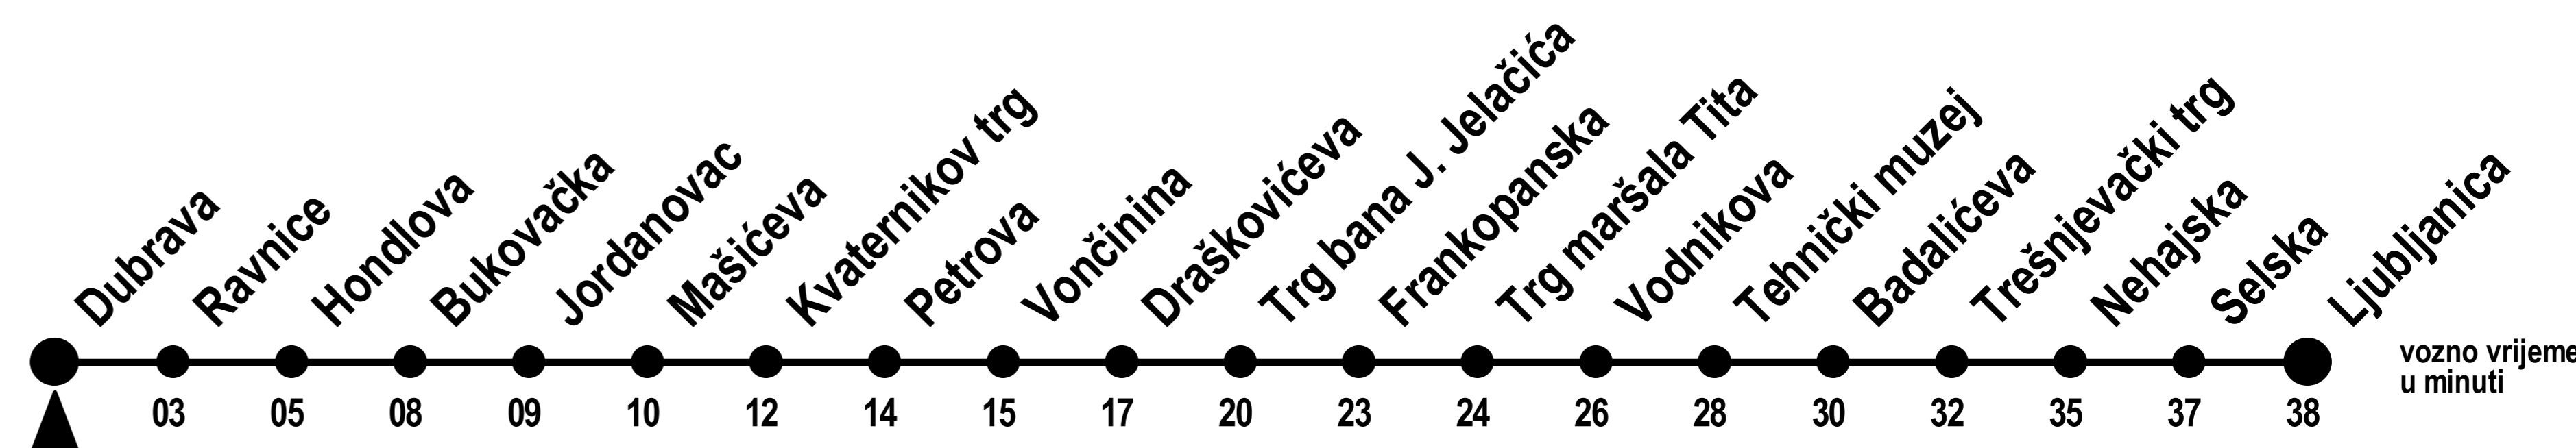 Dubrava
Ravnice
Hondlova
Bukovačka
Jordanovac
Mašićeva
Kvaternikov trg
Petrova
Vončinina
Draškovićeva
Trg bana J. Jelačića
Frankopanska
Trg maršala Tita
Vodnikova
Tehnički muzej
Badalićeva
Trešnjevački trg
Nehajska
Selska
Ljubljanica
vozno vrijeme
u minuti
03 05 08 09 10 12 14 15 17 20 23 24 26 28 30 32 35 37 38